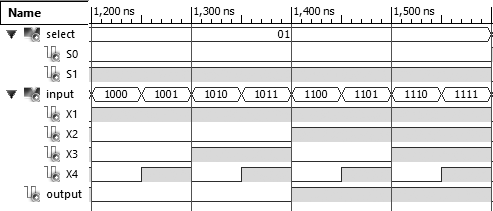 Name 1,200 ns 1,300 ns 1,400 ns 1,500 ns
select 01
S0
S1
input 1000 1001 1010 1011 1100 1101 1110 1111
X1
X2
X3
X4
output